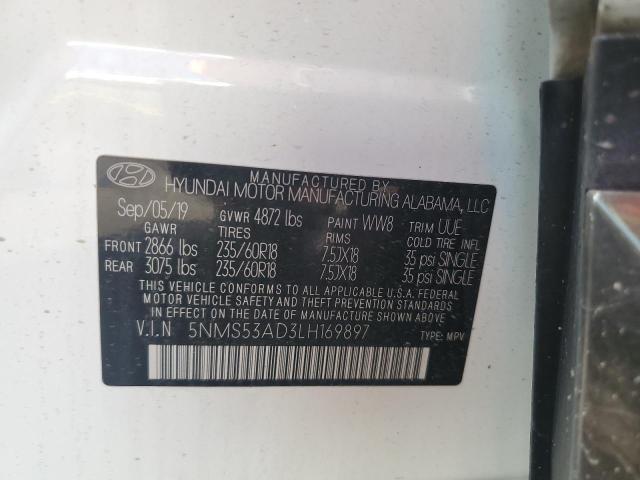 MANUFACTURED BY
HYUNDAI MOTOR MANUFACTURING ALABAMA, LLC
Sep/05/19 GVWR 4872 lbs PAINT WW8 TRIM UUE
GAWR TIRES RIMS COLD TIRE INFL
FRONT 2866 lbs 235/60R18 7.5JX18 35 psi SINGLE
REAR 3075 lbs 235/60R18 7.5JX18 35 psi SINGLE
THIS VEHICLE CONFORMS TO ALL APPLICABLE U.S.A. FEDERAL
MOTOR VEHICLE SAFETY AND THEFT PREVENTION STANDARDS
IN EFFECT ON THE DATE OF MANUFACTURE SHOWN ABOVE.
V.I.N 5NMS53AD3LH169897 TYPE: MPV